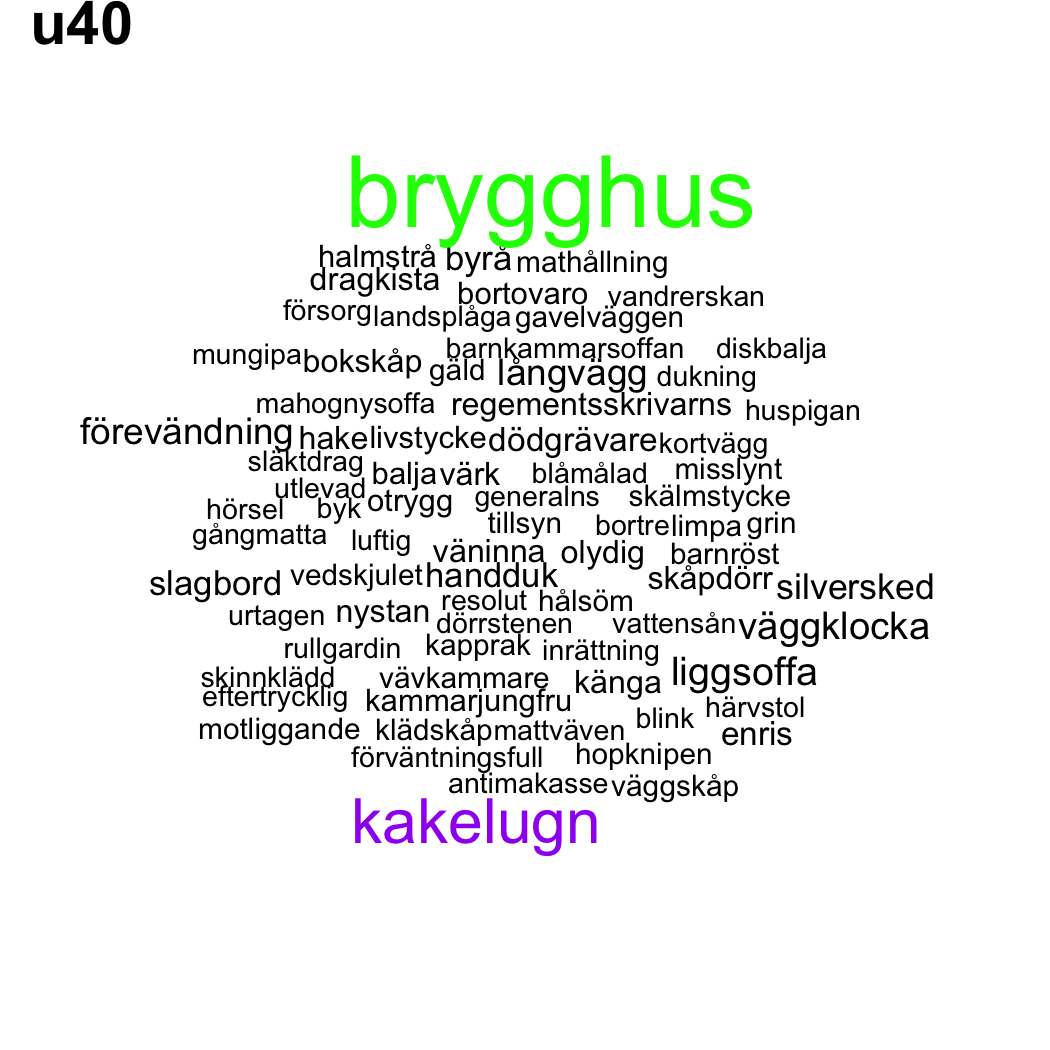 u40
brygghus
halmstrå byrå mathållning
dragkista
bortovaro vandrerskan
försorg landsplåga gavelväggen
mungipa bokskåp barnkammarsoffan diskbalja
gäld långvägg dukning
mahognysoffa regementsskrivarns huspigan
förevändning hake livstycke dödgrävare kortvägg
släktdrag balja värk blåmålad misslynt
utlevad otrygg generalns skälmstycke
hörsel byk tillsyn bortre limpa grin
gångmatta luftig väninna olydig barnröst
slagbord vedskjulet handduk skåpdörr silversked
urtagen nystan resolut hålsöm
dörrstenen vattensån väggklocka
rullgardin kapprak inrättning liggsoffa
skinnklädd vävkammare känga
eftertrycklig kammarjungfru blink härvstol
motliggande klädskåp mattväven enris
förväntningsfull hopknipen
antimakasse väggskåp
kakelugn